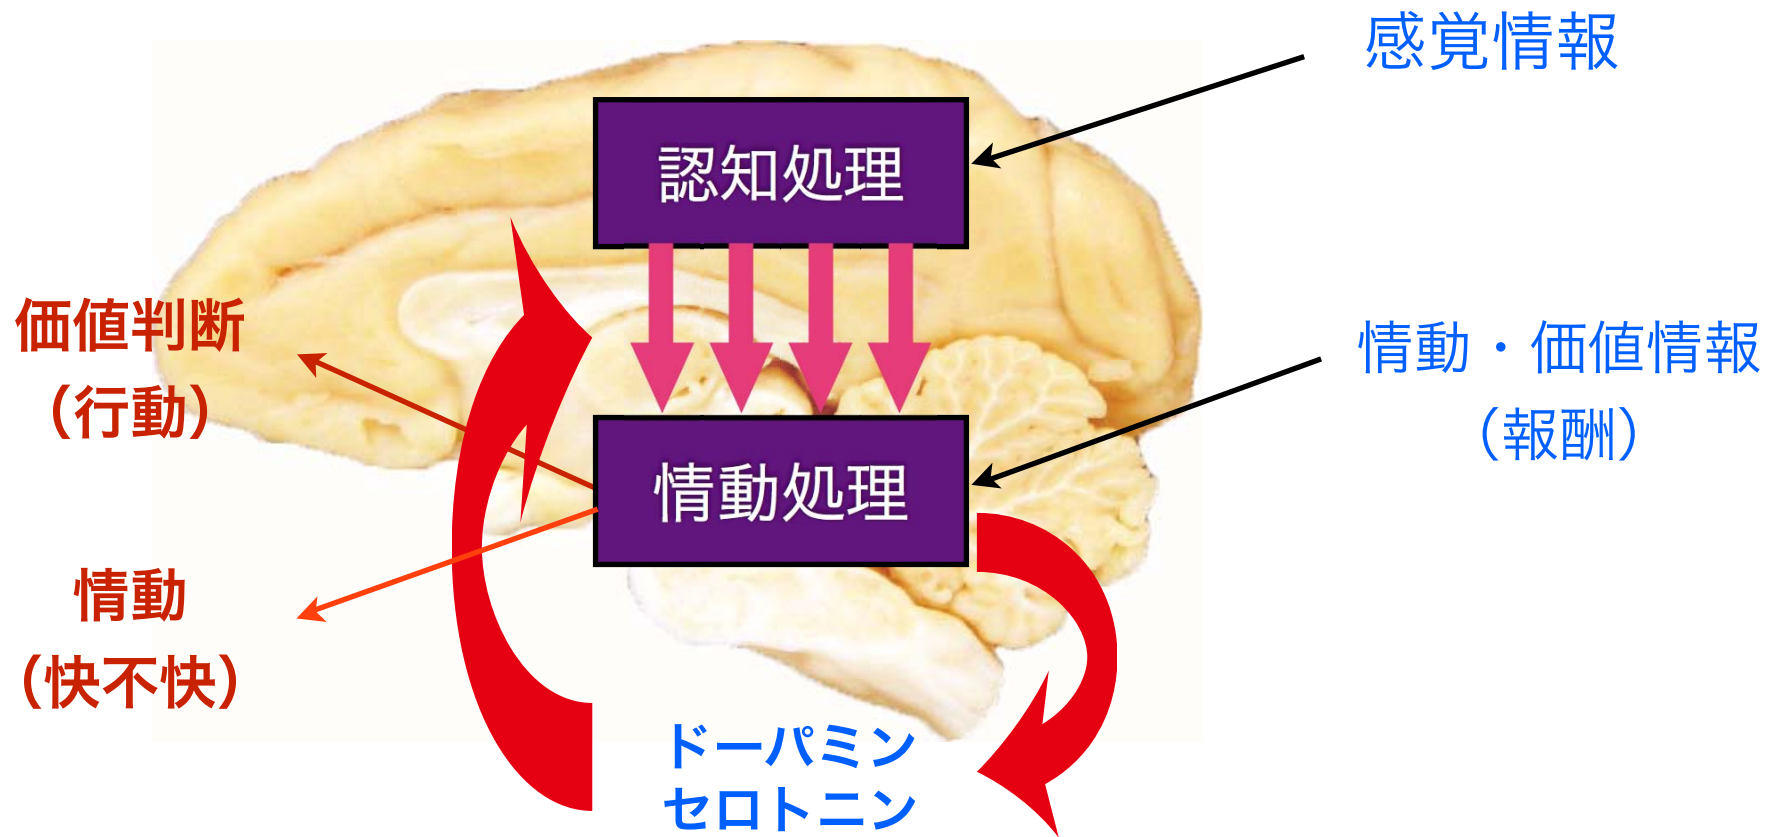 感覚情報
認知処理
価値判断
（行動）
情動・価値情報
（報酬）
情動処理
情動
（快不快）
ドーパミン
セロトニン